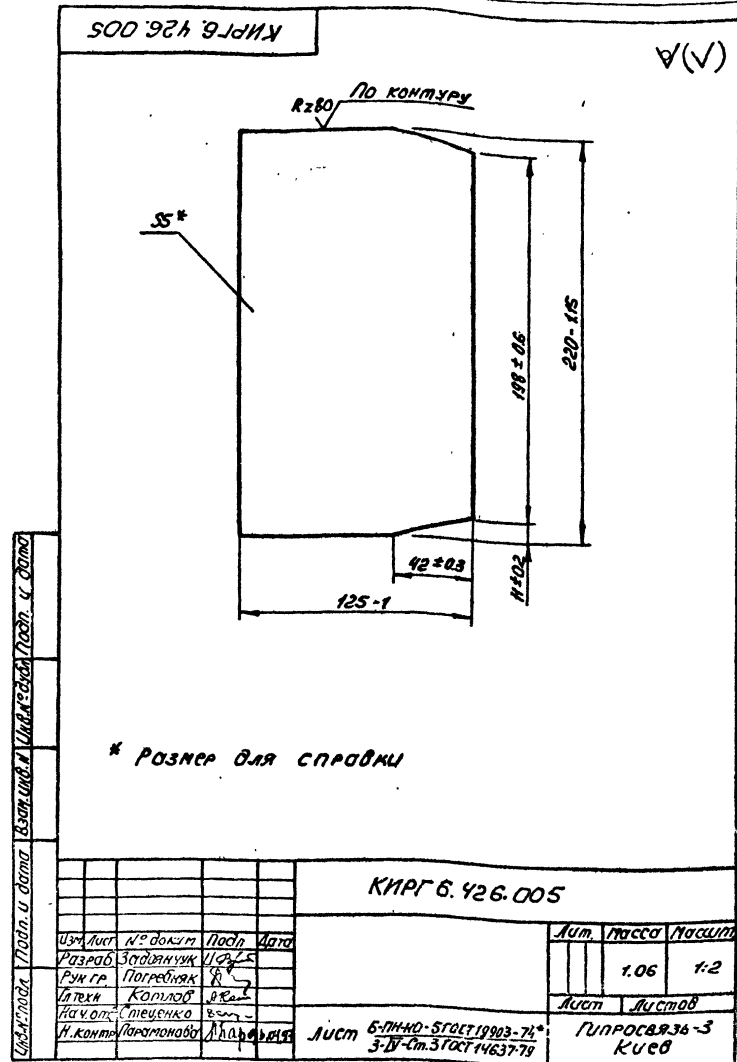 КИРГ6.426.005
Rz80
По контуру
S5*
198±0.6
220-1.15
42±0.3
11±0.2
125-1
* Размер для справки
КИРГ6.426.005
Изм. Лист № докум Подп Дата
Разраб
Рук гр Погребняк
Гл техн Котлов
Нач. отд Стеценко
Н. контр Парамонова
Лит. Масса Масшт
1.06 1:2
Лист Листов
Лист Б-ПН-НО-5 ГОСТ 19903-74*
3-IV-Ст.3 ГОСТ 14637-79
Гипросвязь-3
Киев
Инв. № подл
Подп. и дата
Взам. инв. №
Инв. № дубл
Подп. и дата